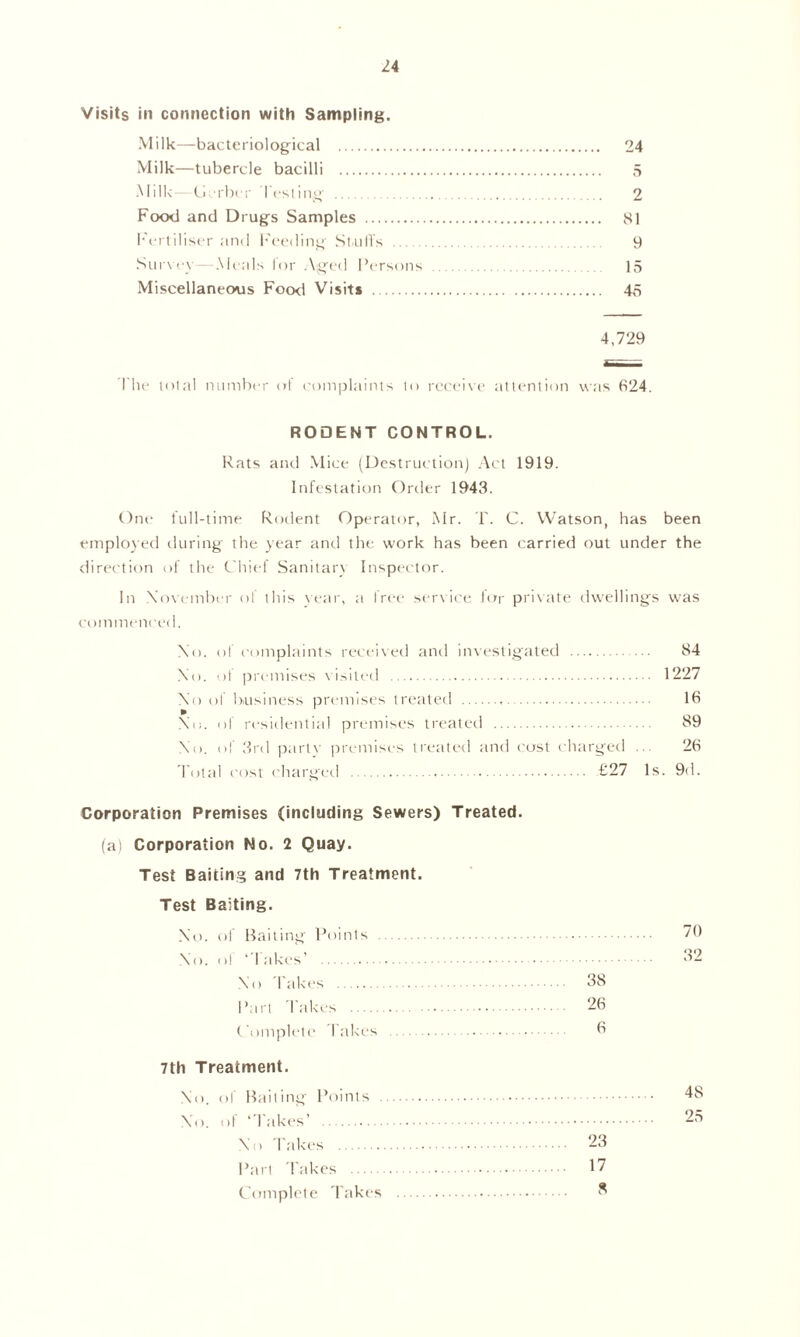 24
Visits in connection with Sampling.
Milk—bacteriological ... 24
Milk—tubercle bacilli ... 5
Milk—Gerber Testing ... 2
Food and Drugs Samples ... 81
Fertiliser and Feeding Stuffs ... 9
Survey—Meals for Aged Persons ... 15
Miscellaneous Food Visits ... 45
4,729
The total number of complaints to receive attention was 624.
RODENT CONTROL.
Rats and Mice (Destruction) Act 1919.
Infestation Order 1943.
One full-time Rodent Operator, Mr. T. C. Watson, has been
employed during the year and the work has been carried out under the
direction of the Chief Sanitary Inspector.
In November of this year, a free service for private dwellings was
commenced.
No. of complaints received and investigated ... 84
No. of premises visited ... 1227
No of business premises treated ... 16
No. of residential premises treated ... 89
No. of 3rd party premises treated and cost charged ... 26
Total cost charged ... £27 1s. 9d.
Corporation Premises (including Sewers) Treated.
(a) Corporation No. 2 Quay.
Test Baiting and 7th Treatment.
Test Baiting.
No. of Baiting Points ... 70
No. of ‘Takes’ ... 32
No Takes ... 38
Part Takes ... 26
Complete Takes ... 6
7th Treatment.
No. of Baiting Points ... 48
No. of ‘Takes’ ... 25
No Takes ... 23
Part Takes ... 17
Complete Takes ... 8